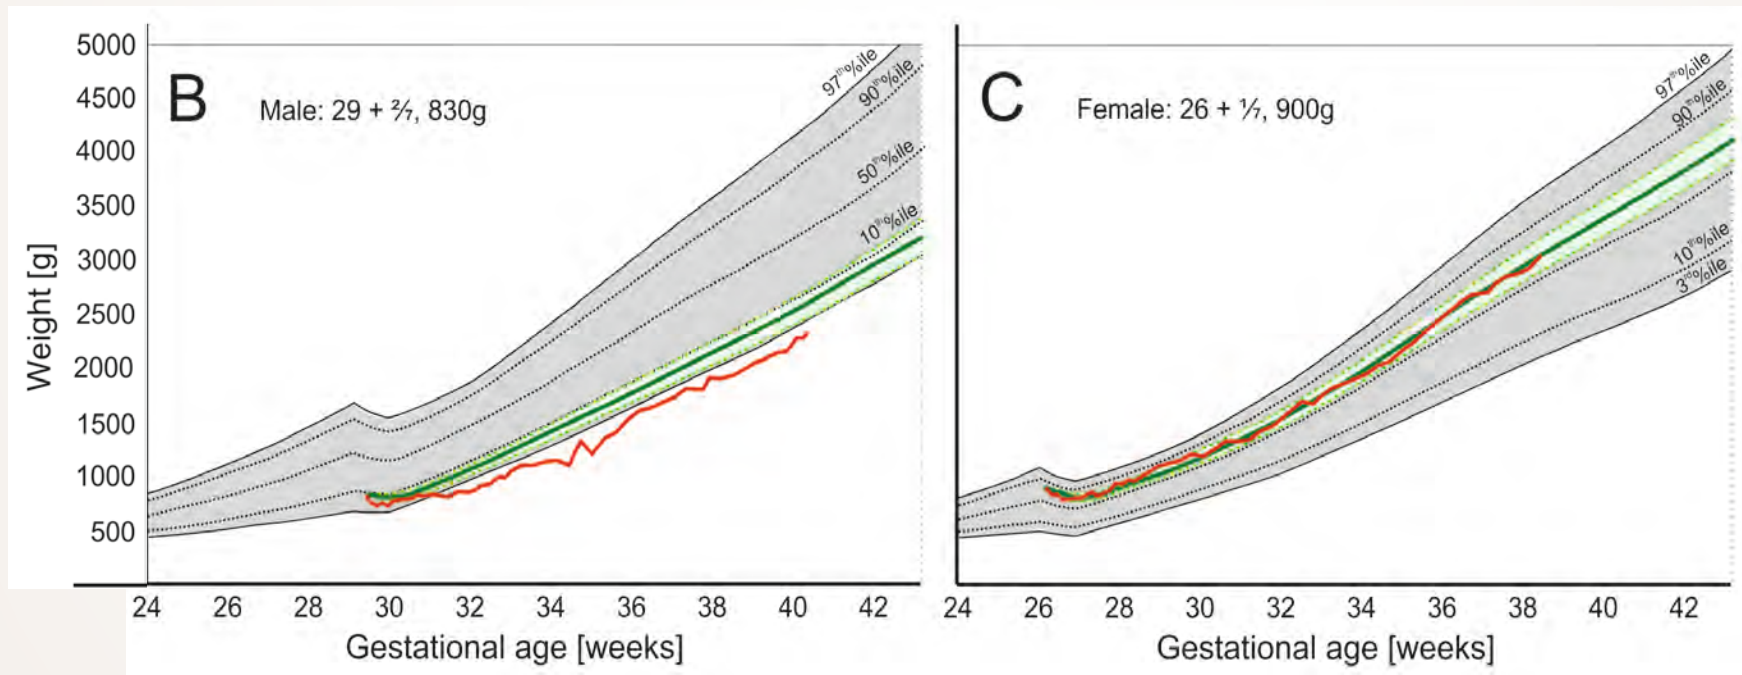 B
Male: 29 + ²⁄₇, 830g
97th%ile
90th%ile
50th%ile
10th%ile
Weight [g]
5000
4500
4000
3500
3000
2500
2000
1500
1000
500
24 26 28 30 32 34 36 38 40 42
Gestational age [weeks]
C
Female: 26 + ¹⁄₇, 900g
97th%ile
90th%ile
10th%ile
3rd%ile
24 26 28 30 32 34 36 38 40 42
Gestational age [weeks]